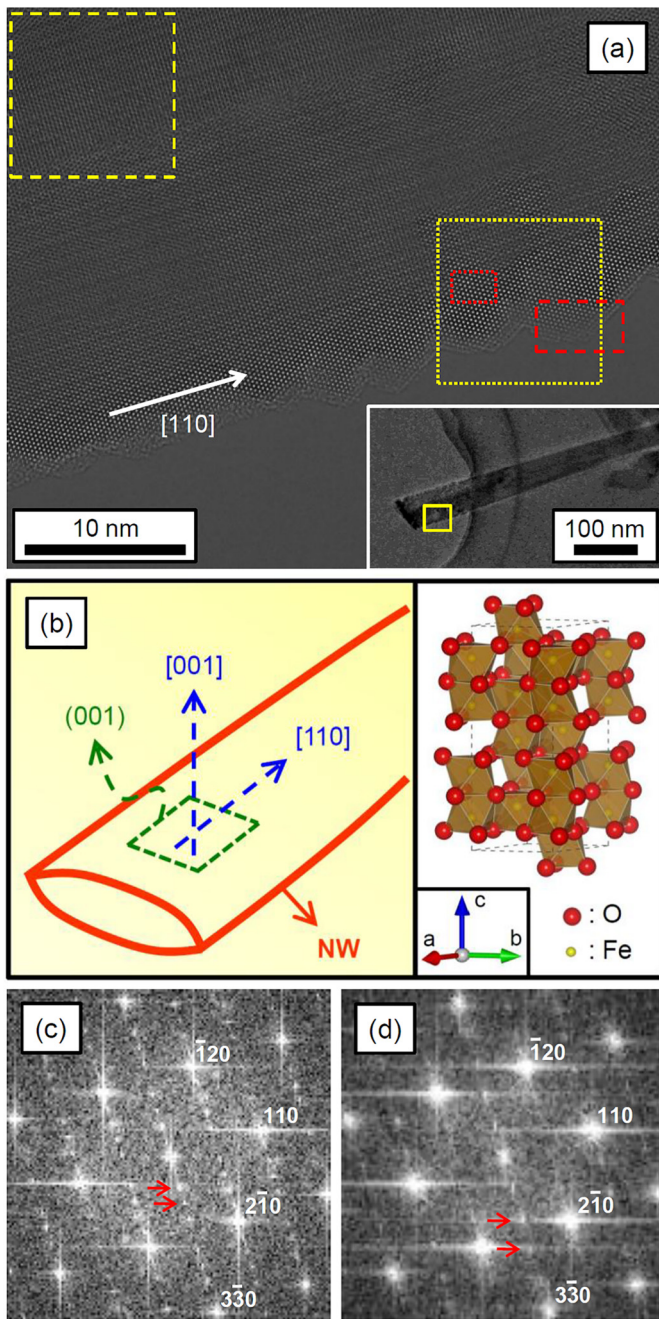 (a)
[110]
10 nm
100 nm
(b)
[001]
(001)
[110]
NW
c
a
b
: O
: Fe
(c)
1̄20
110
21̄0
33̄0
(d)
1̄20
110
21̄0
33̄0